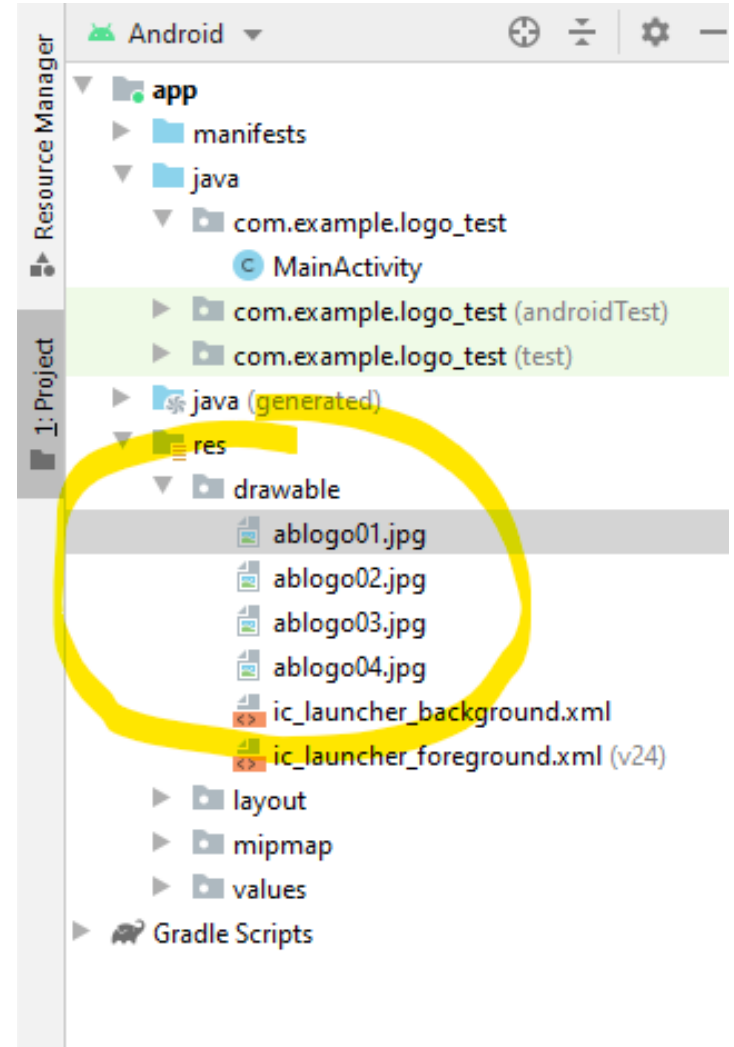 Resource Manager
1: Project
Android
app
manifests
java
com.example.logo_test
MainActivity
com.example.logo_test (androidTest)
com.example.logo_test (test)
java (generated)
res
drawable
ablogo01.jpg
ablogo02.jpg
ablogo03.jpg
ablogo04.jpg
ic_launcher_background.xml
ic_launcher_foreground.xml (v24)
layout
mipmap
values
Gradle Scripts